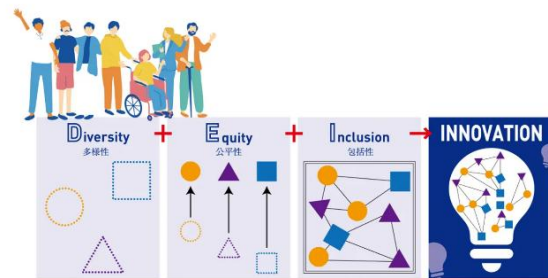 Diversity
多様性
+
Equity
公平性
+
Inclusion
包括性
INNOVATION